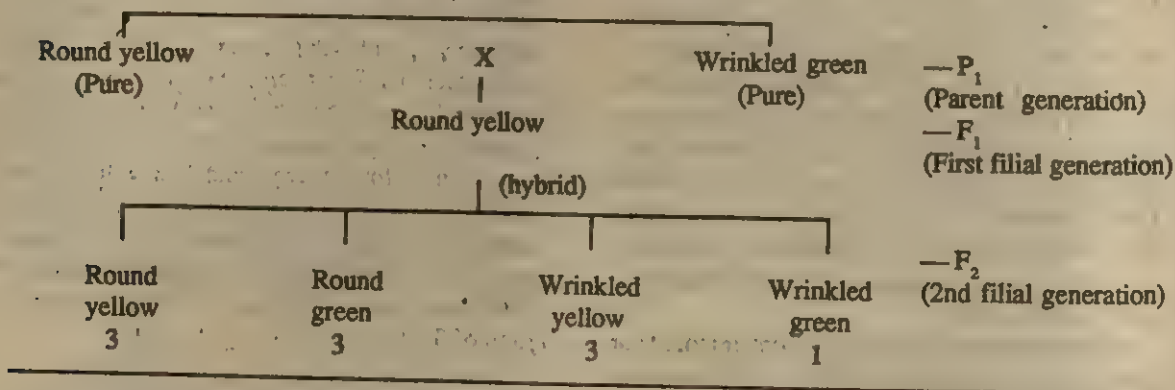 Round yellow X Wrinkled green — P₁
(Pure) (Pure) (Parent generation)
Round yellow — F₁
(First filial generation)
(hybrid)
Round Round Wrinkled Wrinkled — F₂
yellow green yellow green (2nd filial generation)
3 3 3 1